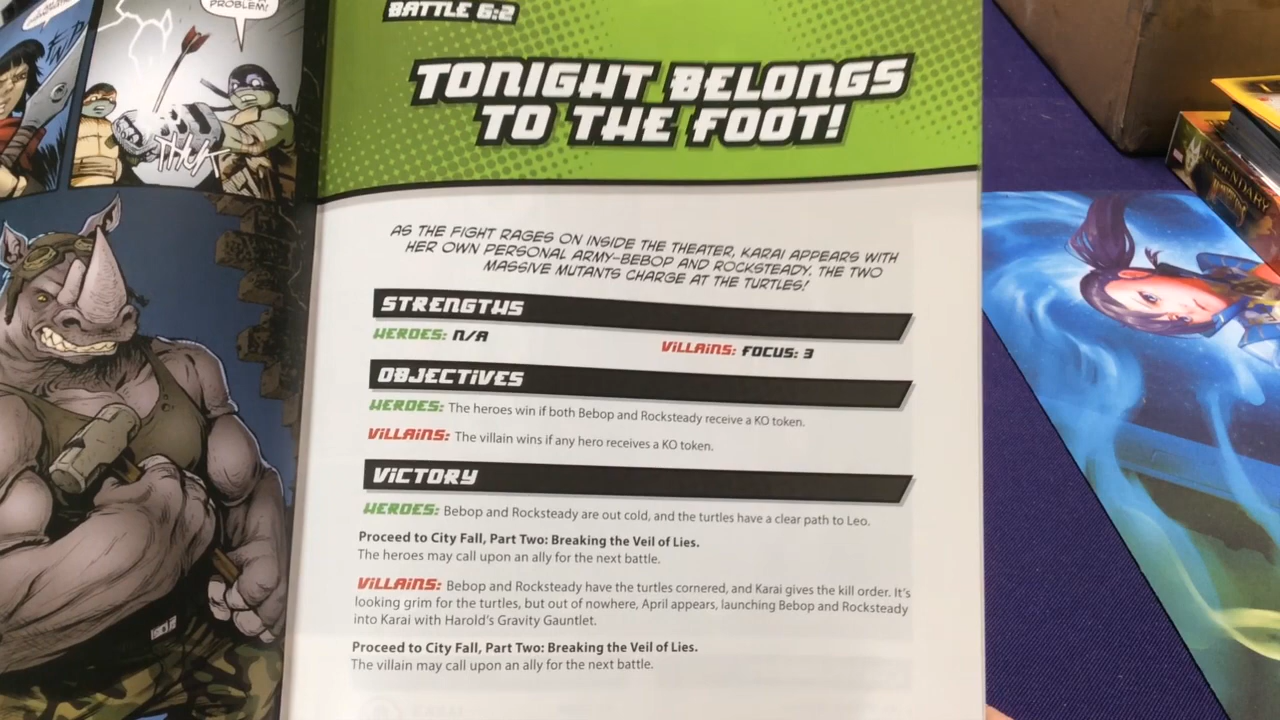 PROBLEM!
THUK
BATTLE 6:2
TONIGHT BELONGS
TO THE FOOT!
AS THE FIGHT RAGES ON INSIDE THE THEATER, KARAI APPEARS WITH
HER OWN PERSONAL ARMY—BEBOP AND ROCKSTEADY. THE TWO
MASSIVE MUTANTS CHARGE AT THE TURTLES!
STRENGTHS
HEROES: N/A
VILLAINS: FOCUS: 3
OBJECTIVES
HEROES: The heroes win if both Bebop and Rocksteady receive a KO token.
VILLAINS: The villain wins if any hero receives a KO token.
VICTORY
HEROES: Bebop and Rocksteady are out cold, and the turtles have a clear path to Leo.
Proceed to City Fall, Part Two: Breaking the Veil of Lies.
The heroes may call upon an ally for the next battle.
VILLAINS: Bebop and Rocksteady have the turtles cornered, and Karai gives the kill order. It's
looking grim for the turtles, but out of nowhere, April appears, launching Bebop and Rocksteady
into Karai with Harold's Gravity Gauntlet.
Proceed to City Fall, Part Two: Breaking the Veil of Lies.
The villain may call upon an ally for the next battle.
LEGENDARY